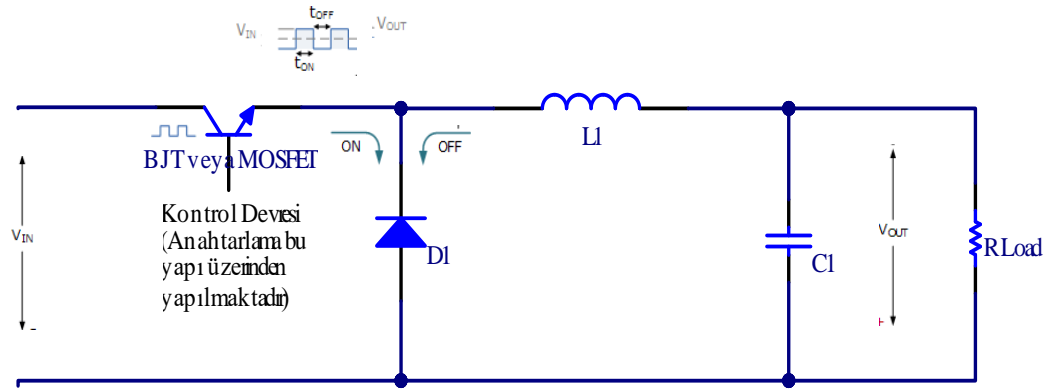 tOFF
VIN
VOUT
tON
ON
OFF
L1
BJT veya MOSFET
Kontrol Devresi
(Anahtarlama bu
yapı üzerinden
yapılmaktadır)
VIN
-
D1
C1
-
VOUT
+
RLoad